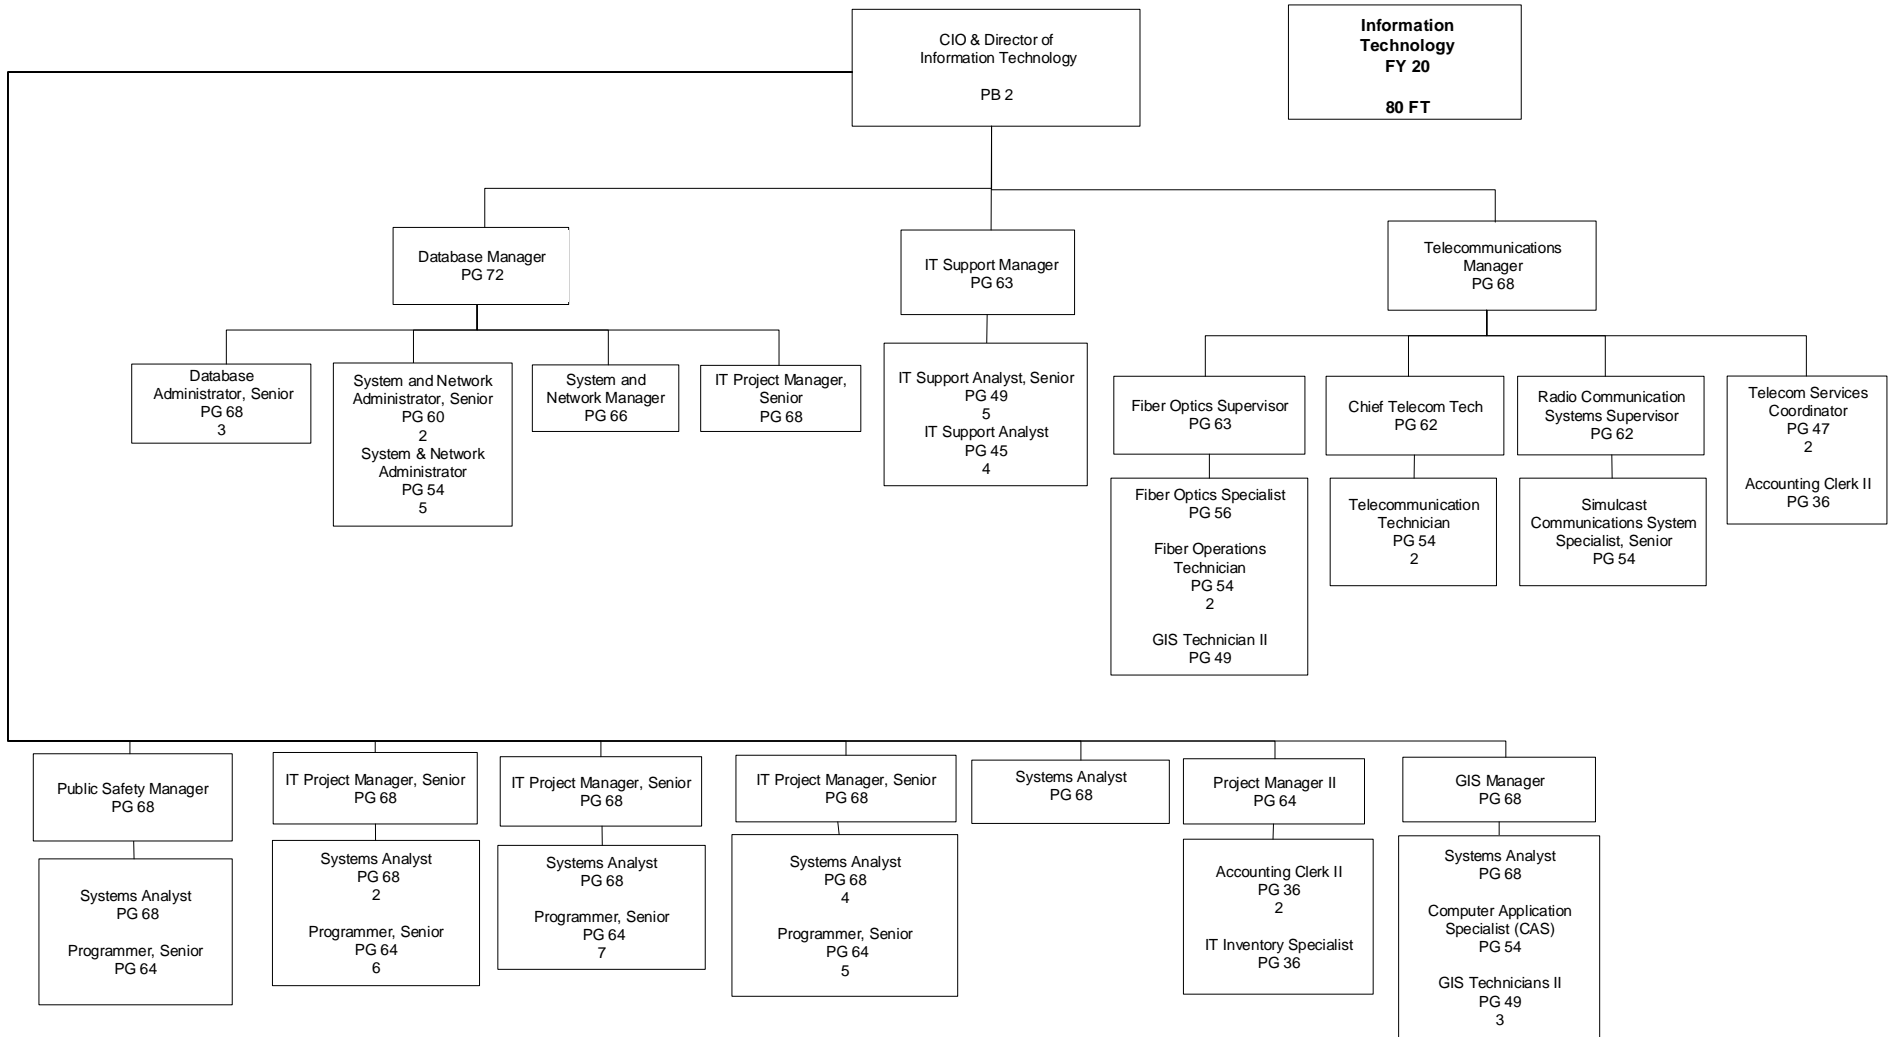 CIO & Director of
Information Technology
PB 2
Information
Technology
FY 20
80 FT
Database Manager
PG 72
IT Support Manager
PG 63
Telecommunications
Manager
PG 68
Database
Administrator, Senior
PG 68
3
System and Network
Administrator, Senior
PG 60
2
System & Network
Administrator
PG 54
5
System and
Network Manager
PG 66
IT Project Manager,
Senior
PG 68
IT Support Analyst, Senior
PG 49
5
IT Support Analyst
PG 45
4
Fiber Optics Supervisor
PG 63
Fiber Optics Specialist
PG 56
Fiber Operations
Technician
PG 54
2
GIS Technician II
PG 49
Chief Telecom Tech
PG 62
Telecommunication
Technician
PG 54
2
Radio Communication
Systems Supervisor
PG 62
Simulcast
Communications System
Specialist, Senior
PG 54
Telecom Services
Coordinator
PG 47
2
Accounting Clerk II
PG 36
Public Safety Manager
PG 68
Systems Analyst
PG 68
Programmer, Senior
PG 64
IT Project Manager, Senior
PG 68
Systems Analyst
PG 68
2
Programmer, Senior
PG 64
6
IT Project Manager, Senior
PG 68
Systems Analyst
PG 68
Programmer, Senior
PG 64
7
IT Project Manager, Senior
PG 68
Systems Analyst
PG 68
4
Programmer, Senior
PG 64
5
Systems Analyst
PG 68
Project Manager II
PG 64
Accounting Clerk II
PG 36
2
IT Inventory Specialist
PG 36
GIS Manager
PG 68
Systems Analyst
PG 68
Computer Application
Specialist (CAS)
PG 54
GIS Technicians II
PG 49
3